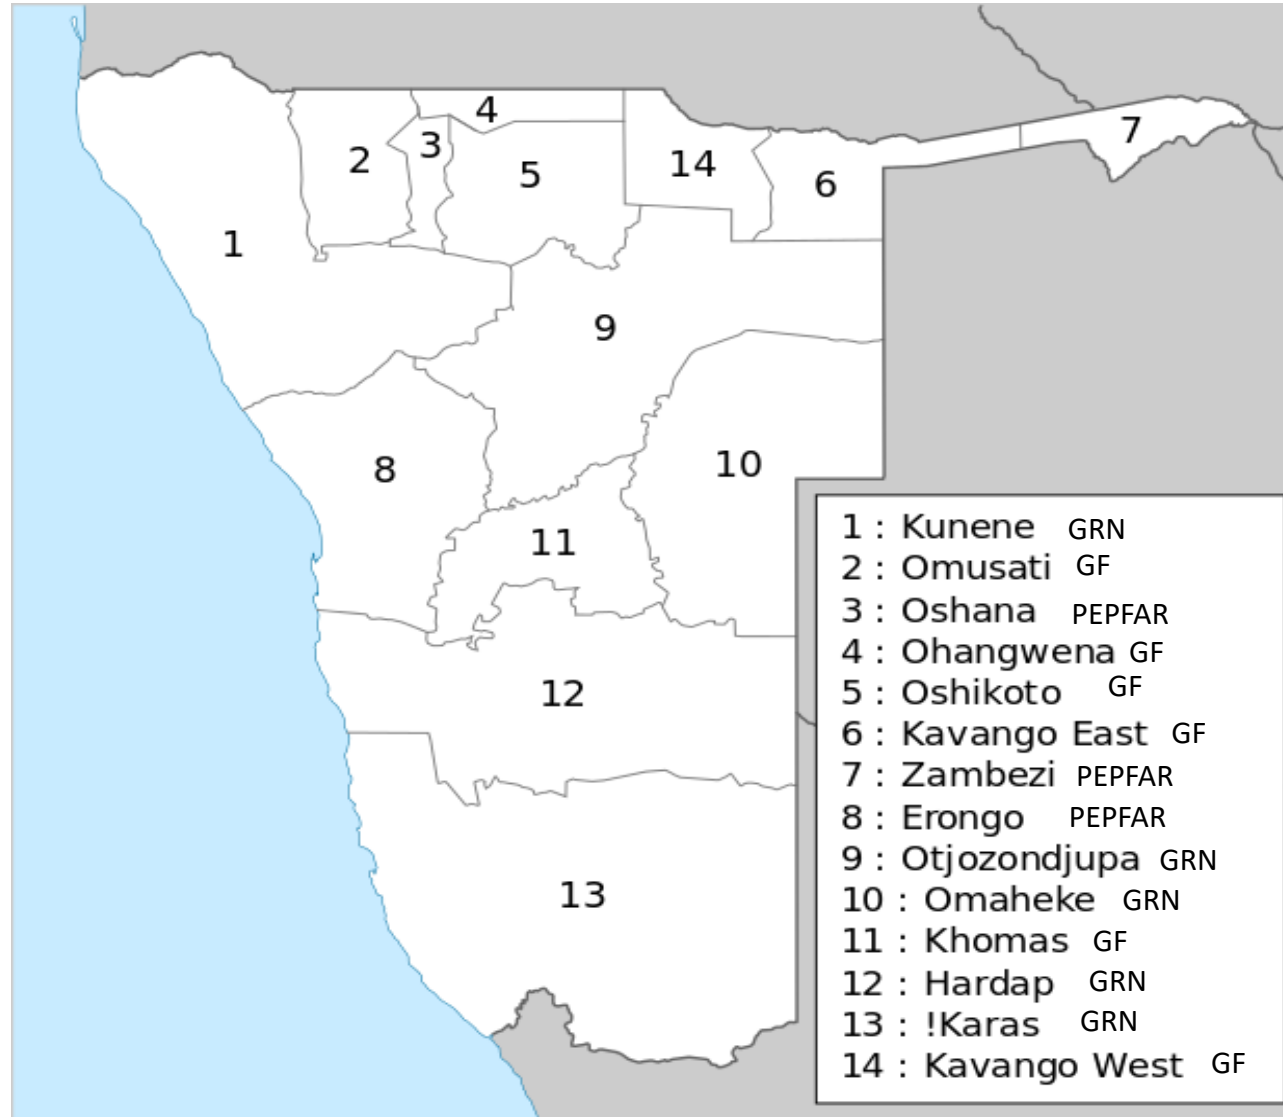 4
7
3
2
14
5
6
1
9
10
8
11
12
13
1 : Kunene GRN
2 : Omusati GF
3 : Oshana PEPFAR
4 : Ohangwena GF
5 : Oshikoto GF
6 : Kavango East GF
7 : Zambezi PEPFAR
8 : Erongo PEPFAR
9 : Otjozondjupa GRN
10 : Omaheke GRN
11 : Khomas GF
12 : Hardap GRN
13 : !Karas GRN
14 : Kavango West GF